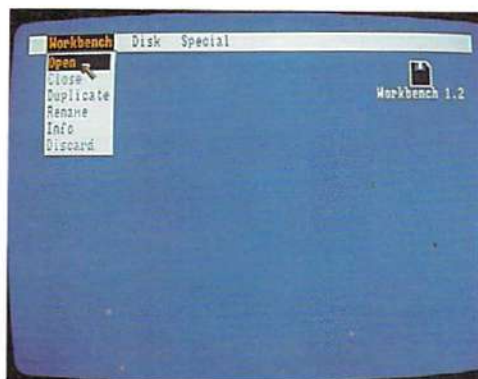 Workbench Disk Special
Open
Close
Duplicate
Rename
Info
Discard
Workbench 1.2